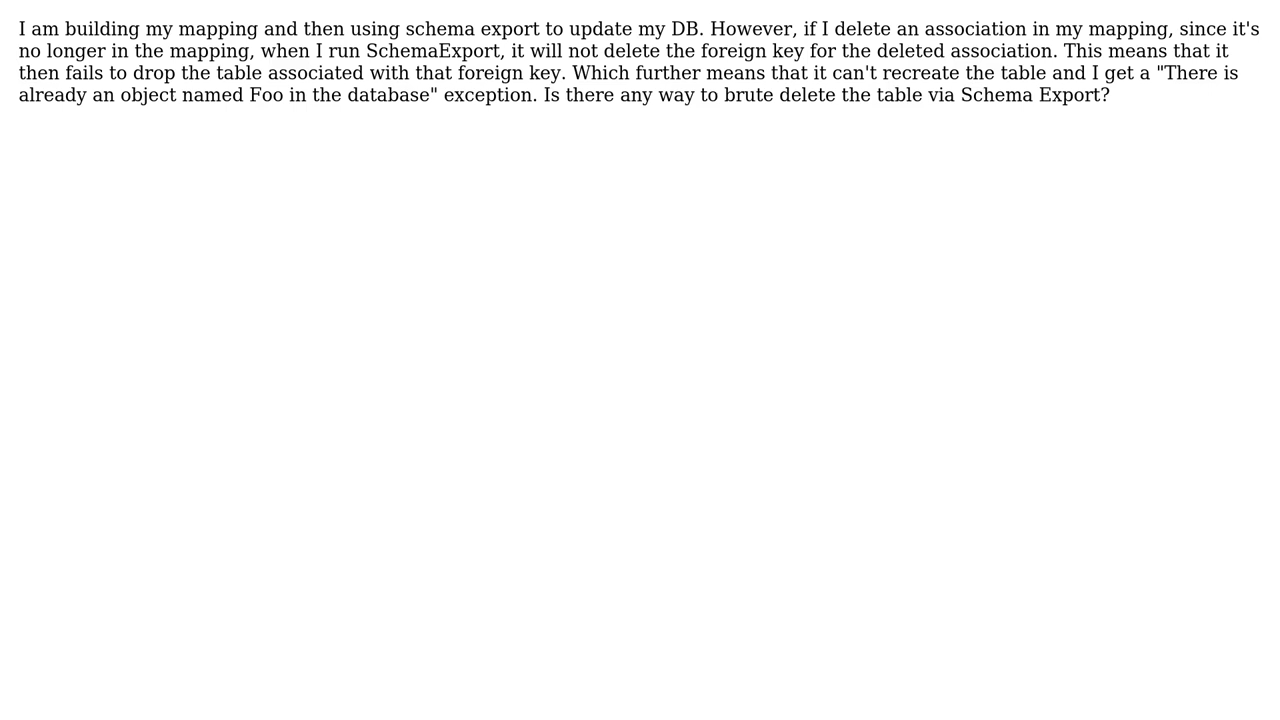 I am building my mapping and then using schema export to update my DB. However, if I delete an association in my mapping, since it's
no longer in the mapping, when I run SchemaExport, it will not delete the foreign key for the deleted association. This means that it
then fails to drop the table associated with that foreign key. Which further means that it can't recreate the table and I get a "There is
already an object named Foo in the database" exception. Is there any way to brute delete the table via Schema Export?